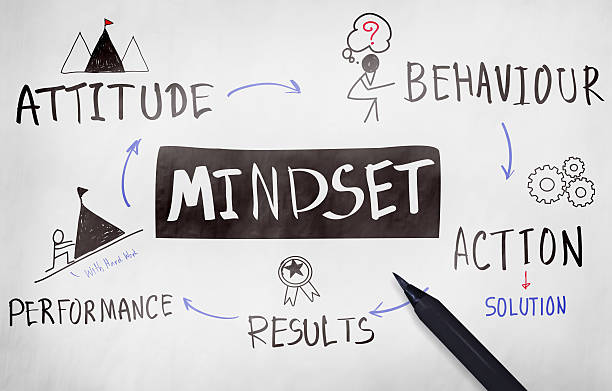 ATTITUDE
?
BEHAVIOUR
MINDSET
With Hard Work
ACTION
SOLUTION
PERFORMANCE
RESULTS